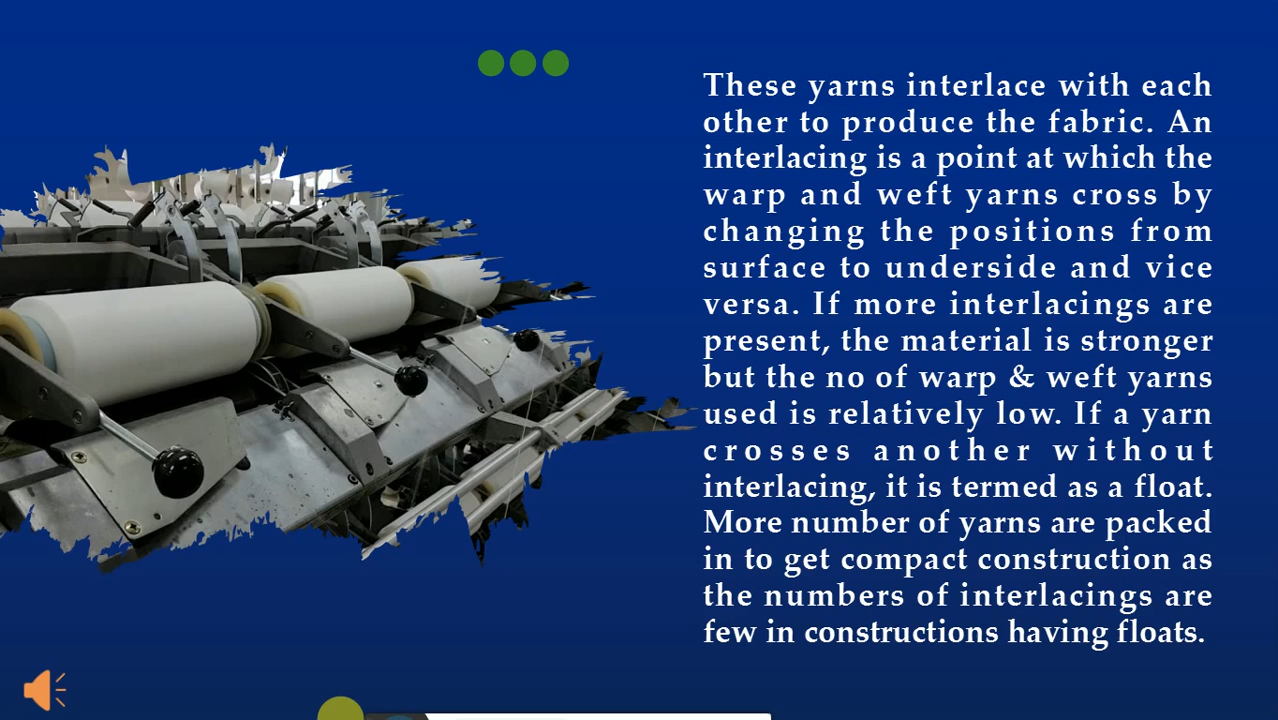 These yarns interlace with each
other to produce the fabric. An
interlacing is a point at which the
warp and weft yarns cross by
changing the positions from
surface to underside and vice
versa. If more interlacings are
present, the material is stronger
but the no of warp & weft yarns
used is relatively low. If a yarn
crosses another without
interlacing, it is termed as a float.
More number of yarns are packed
in to get compact construction as
the numbers of interlacings are
few in constructions having floats.